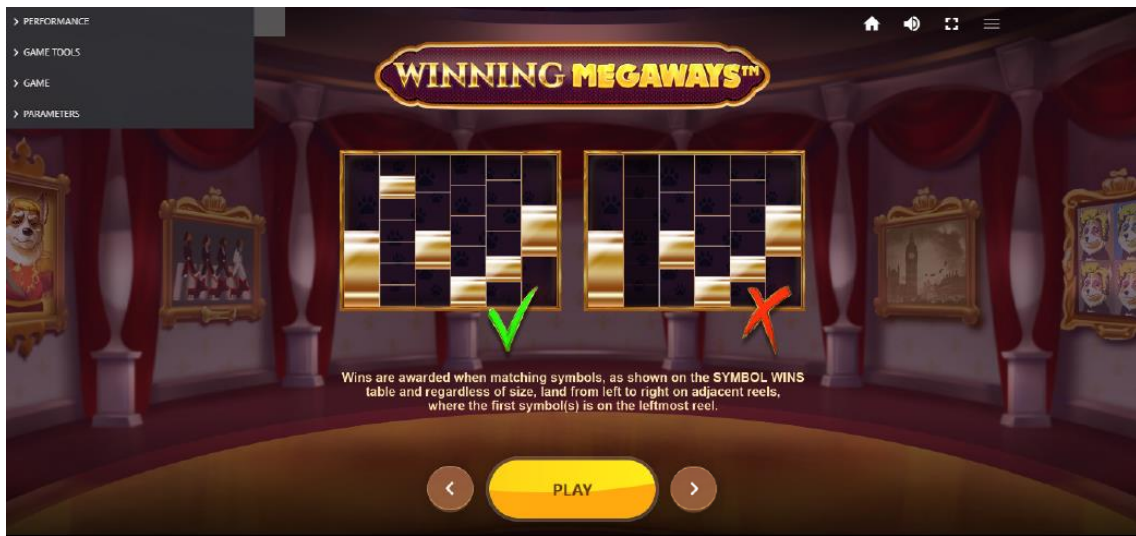 PERFORMANCE
GAME TOOLS
GAME
PARAMETERS
WINNING MEGAWAYS™
Wins are awarded when matching symbols, as shown on the SYMBOL WINS
table and regardless of size, land from left to right on adjacent reels,
where the first symbol(s) is on the leftmost reel.
PLAY